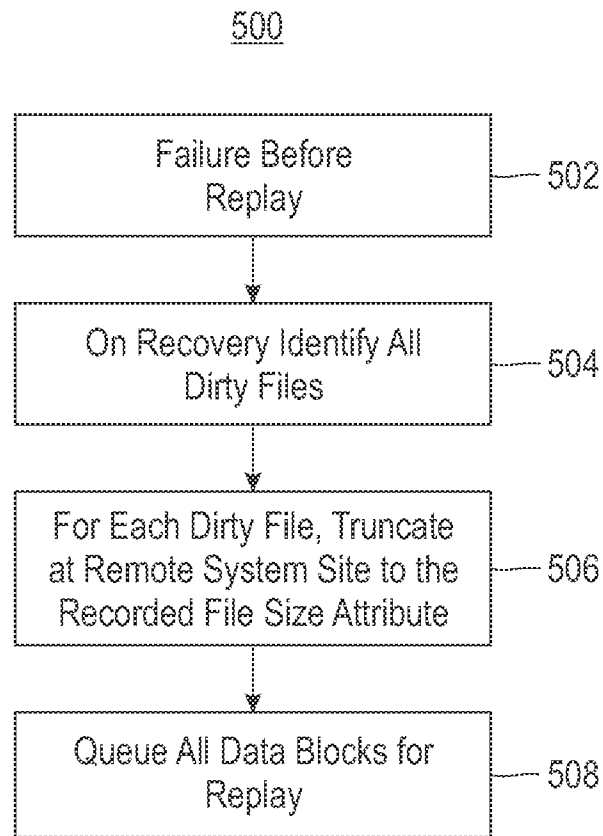 500
Failure Before
Replay
502
On Recovery Identify All
Dirty Files
504
For Each Dirty File, Truncate
at Remote System Site to the
Recorded File Size Attribute
506
Queue All Data Blocks for
Replay
508